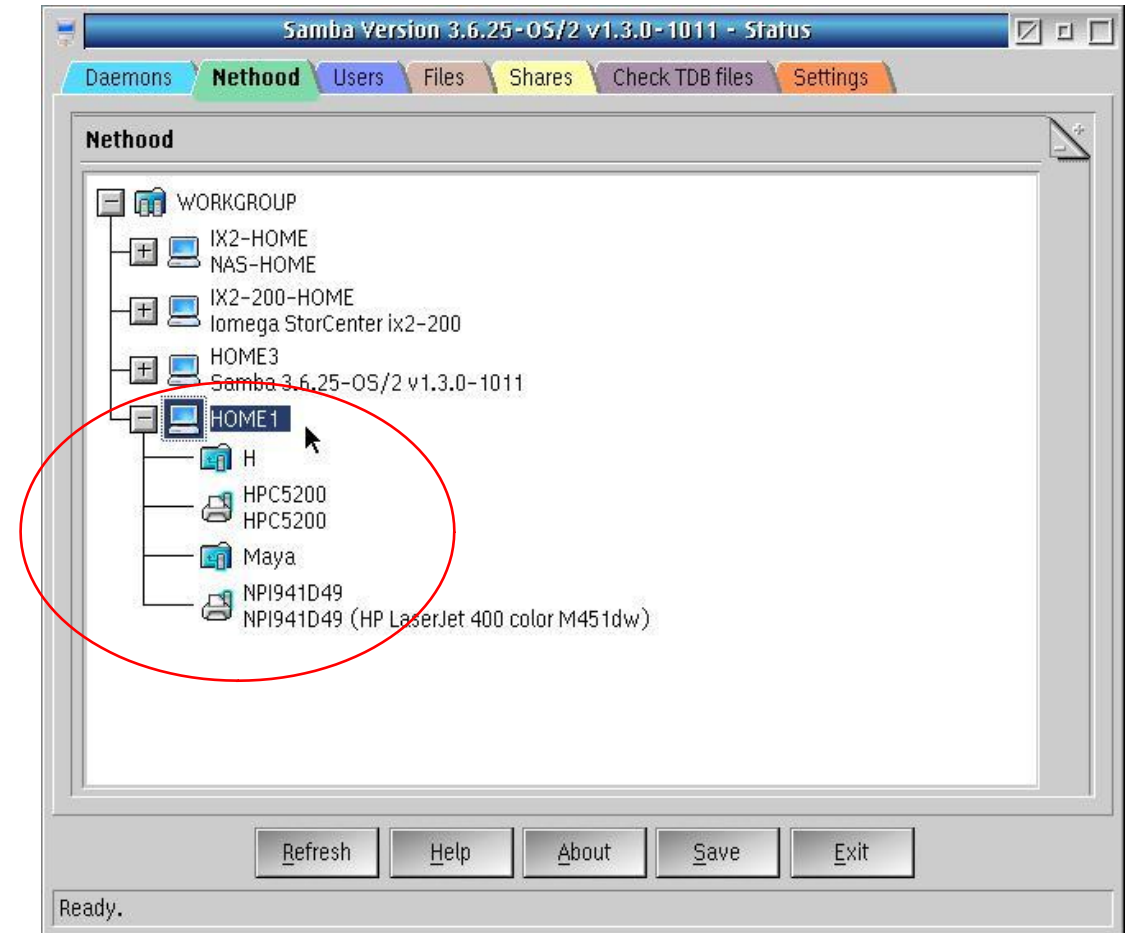 Samba Version 3.6.25-OS/2 v1.3.0-1011 - Status
Daemons Nethood Users Files Shares Check TDB files Settings
Nethood
WORKGROUP
IX2-HOME
NAS-HOME
IX2-200-HOME
Iomega StorCenter ix2-200
HOME3
Samba 3.6.25-OS/2 v1.3.0-1011
HOME1
H
HPC5200
HPC5200
Maya
NPI941D49
NPI941D49 (HP LaserJet 400 color M451dw)
Refresh Help About Save Exit
Ready.